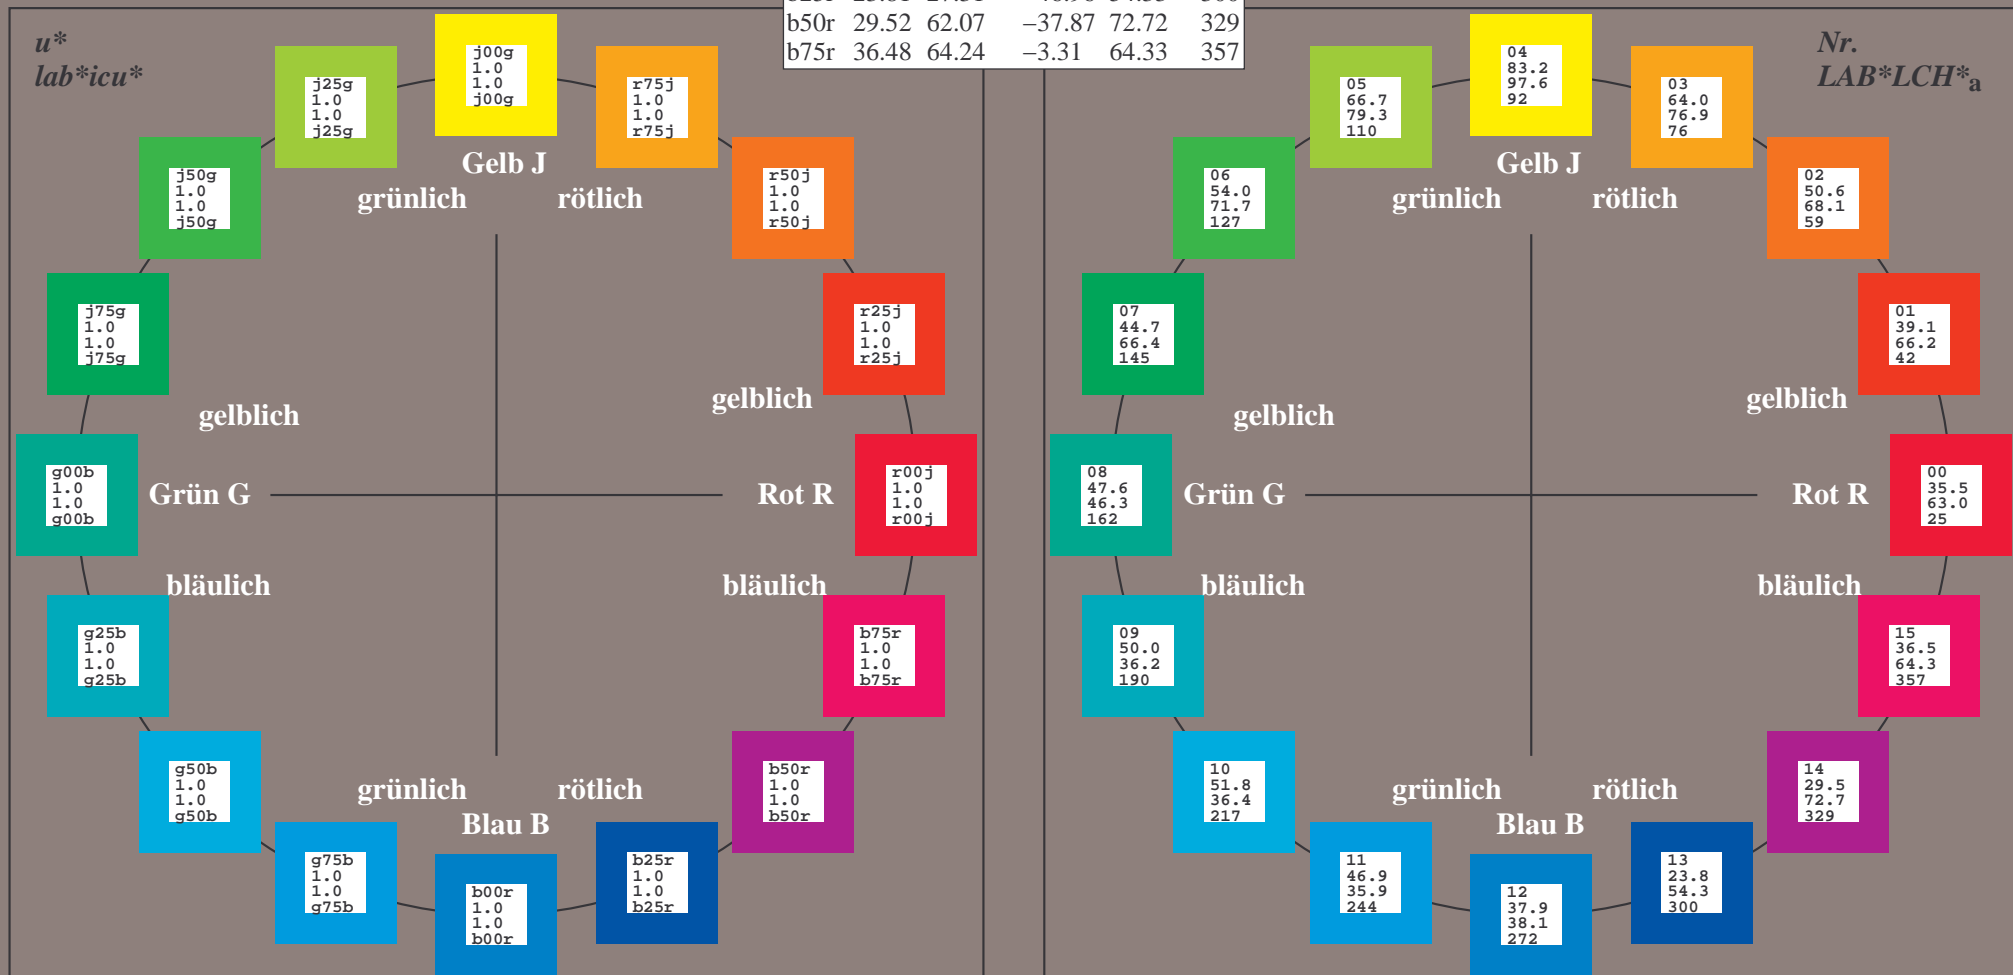 b50r 29.52 62.07 −37.87 72.72 329
b75r 36.48 64.24 −3.31 64.33 357
u*
lab*icu*
j00g
1.0
1.0
j00g
r75j
1.0
1.0
r75j
r50j
1.0
1.0
r50j
r25j
1.0
1.0
r25j
r00j
1.0
1.0
r00j
b75r
1.0
1.0
b75r
b50r
1.0
1.0
b50r
b25r
1.0
1.0
b25r
b00r
1.0
1.0
b00r
g75b
1.0
1.0
g75b
g50b
1.0
1.0
g50b
g25b
1.0
1.0
g25b
g00b
1.0
1.0
g00b
j75g
1.0
1.0
j75g
j50g
1.0
1.0
j50g
j25g
1.0
1.0
j25g
Gelb J
grünlich rötlich
gelblich
gelblich
Grün G
Rot R
bläulich
bläulich
grünlich rötlich
Blau B
Nr.
LAB*LCH*a
04
83.2
97.6
92
03
64.0
76.9
76
02
50.6
68.1
59
01
39.1
66.2
42
00
35.5
63.0
25
15
36.5
64.3
357
14
29.5
72.7
329
13
23.8
54.3
300
12
37.9
38.1
272
11
46.9
35.9
244
10
51.8
36.4
217
09
50.0
36.2
190
08
47.6
46.3
162
07
44.7
66.4
145
06
54.0
71.7
127
05
66.7
79.3
110
Gelb J
grünlich rötlich
gelblich
gelblich
Grün G
Rot R
bläulich
bläulich
grünlich rötlich
Blau B